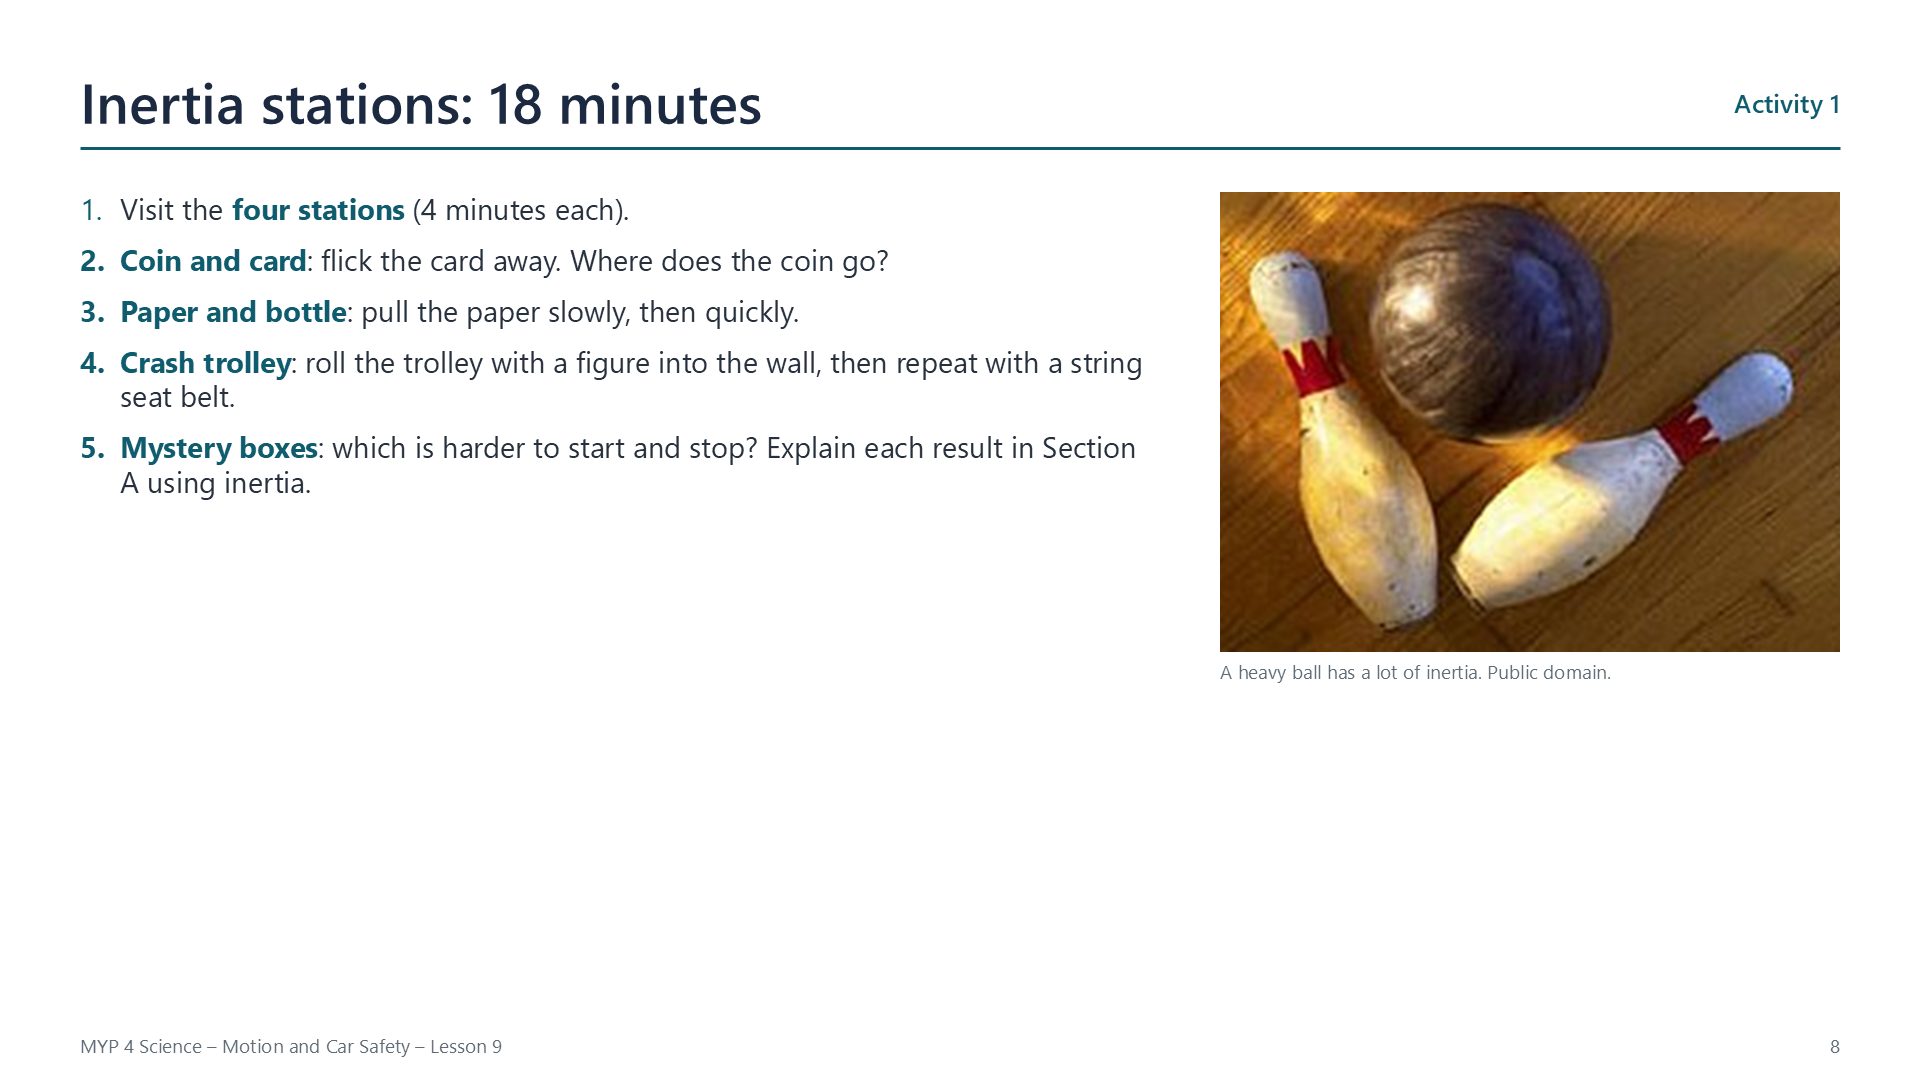 Inertia stations: 18 minutes
Activity 1
1. Visit the four stations (4 minutes each).
2. Coin and card: flick the card away. Where does the coin go?
3. Paper and bottle: pull the paper slowly, then quickly.
4. Crash trolley: roll the trolley with a figure into the wall, then repeat with a string
seat belt.
5. Mystery boxes: which is harder to start and stop? Explain each result in Section
A using inertia.
A heavy ball has a lot of inertia. Public domain.
MYP 4 Science – Motion and Car Safety – Lesson 9
8